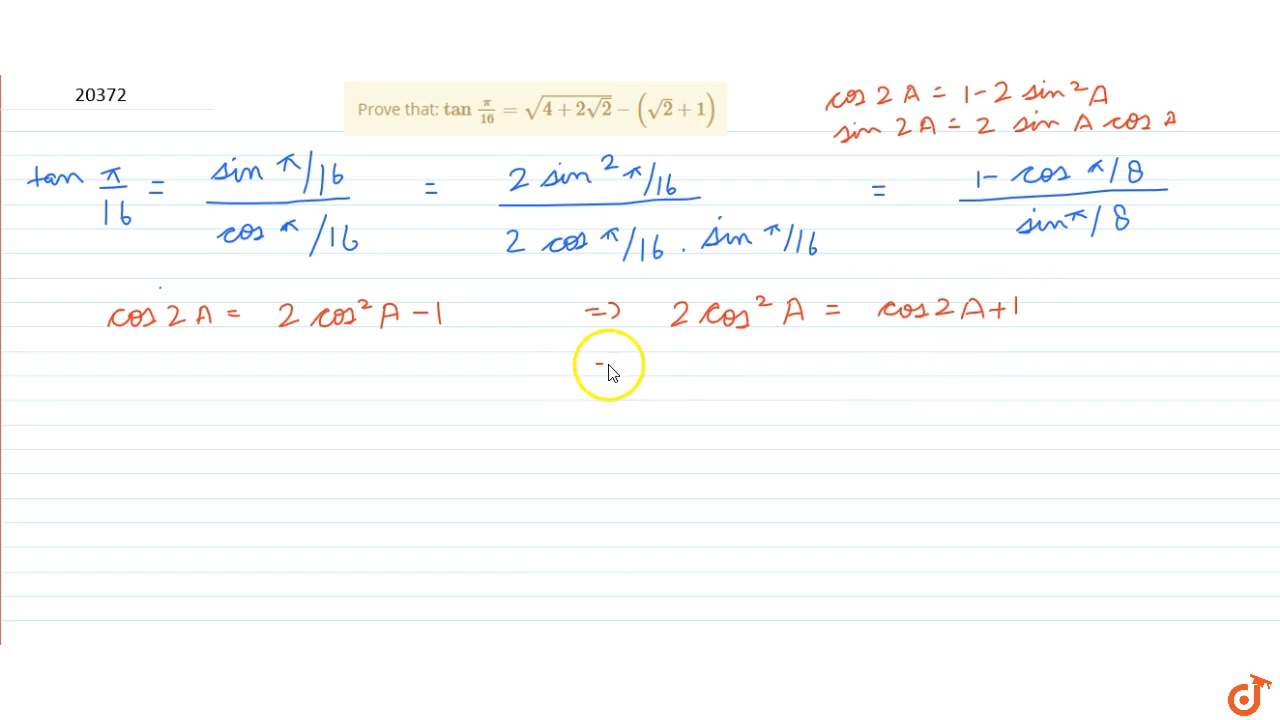 20372
Prove that: tan π/16 = √(4 + 2√2) − (√2 + 1)
cos 2A = 1 - 2 sin²A
sin 2A = 2 sin A cos A
tan π/16 = sin π/16 / cos π/16 = 2 sin² π/16 / 2 cos π/16 . sin π/16 = 1 - cos π/8 / sin π/8
cos 2A = 2 cos² A - 1 => 2 cos² A = cos 2A + 1